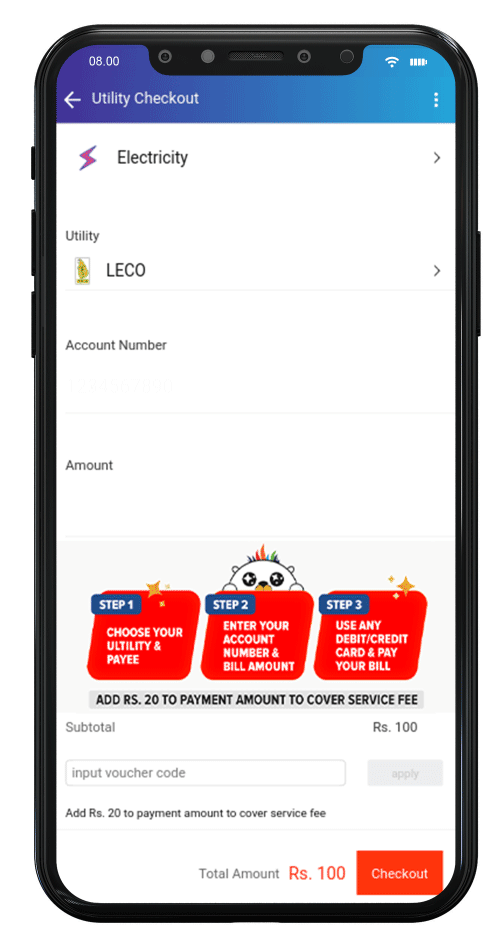 08.00
Utility Checkout
Electricity
Utility
LECO
Account Number
Amount
STEP 1
CHOOSE YOUR
ULTILITY &
PAYEE
STEP 2
ENTER YOUR
ACCOUNT
NUMBER &
BILL AMOUNT
STEP 3
USE ANY
DEBIT/CREDIT
CARD & PAY
YOUR BILL
ADD RS. 20 TO PAYMENT AMOUNT TO COVER SERVICE FEE
Subtotal Rs. 100
input voucher code apply
Add Rs. 20 to payment amount to cover service fee
Total Amount Rs. 100 Checkout